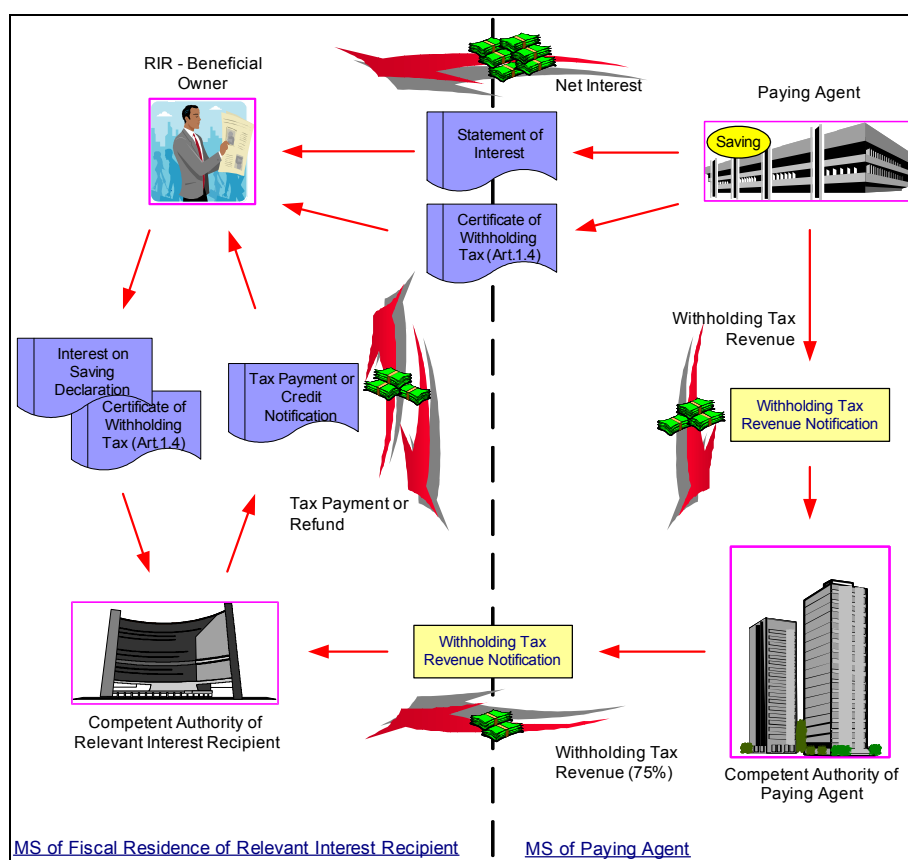 RIR - Beneficial
Owner
Net Interest
Paying Agent
Statement of
Interest
Saving
Certificate of
Withholding
Tax (Art.1.4)
Withholding Tax
Revenue
Interest on
Saving
Declaration
Certificate of
Withholding
Tax (Art.1.4)
Tax Payment or
Credit
Notification
Withholding Tax
Revenue Notification
Tax Payment or
Refund
Withholding Tax
Revenue Notification
Competent Authority of
Relevant Interest Recipient
Withholding Tax
Revenue (75%)
Competent Authority of
Paying Agent
MS of Fiscal Residence of Relevant Interest Recipient
MS of Paying Agent